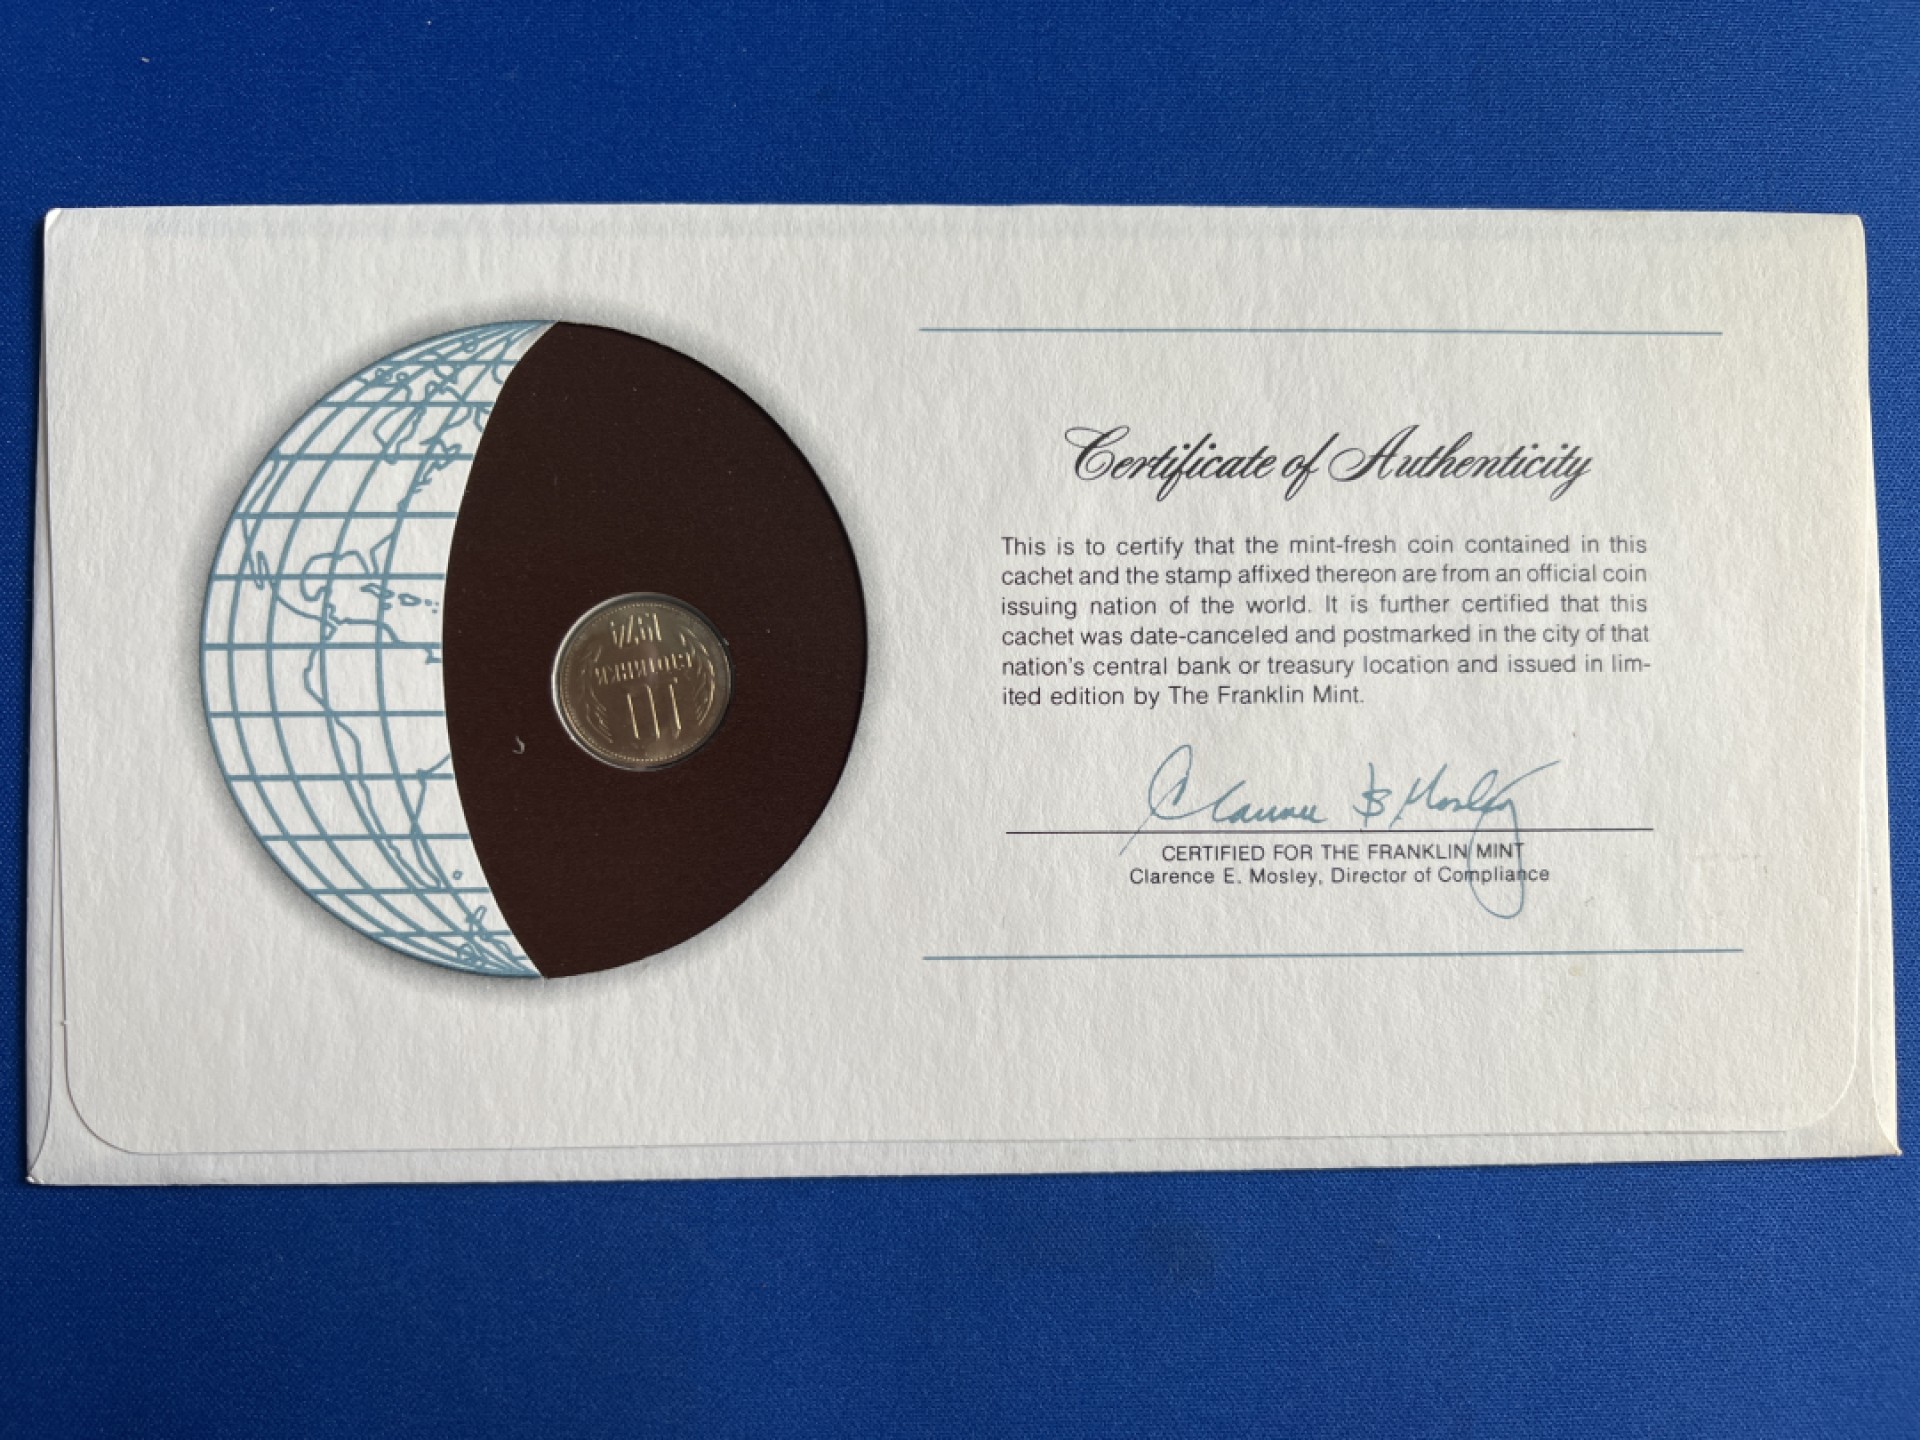 10
СТОТИНКИ
1974
Certificate of Authenticity
This is to certify that the mint-fresh coin contained in this
cachet and the stamp affixed thereon are from an official coin
issuing nation of the world. It is further certified that this
cachet was date-canceled and postmarked in the city of that
nation's central bank or treasury location and issued in lim-
ited edition by The Franklin Mint.
CERTIFIED FOR THE FRANKLIN MINT
Clarence E. Mosley, Director of Compliance